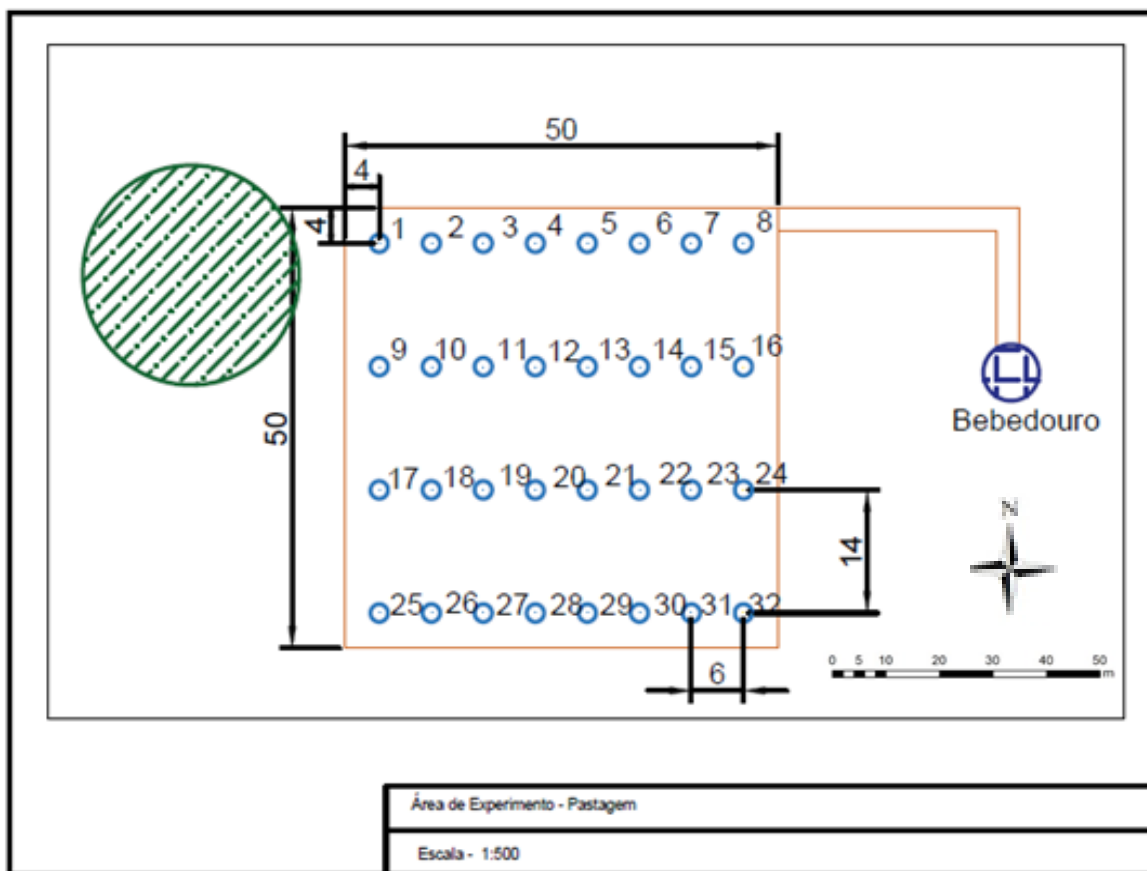 50
4
4
1 2 3 4 5 6 7 8
9 10 11 12 13 14 15 16
Bebedouro
50
17 18 19 20 21 22 23 24
N
14
25 26 27 28 29 30 31 32
6
0 5 10 20 30 40 50
m
Área de Experimento - Pastagem
Escala - 1:500